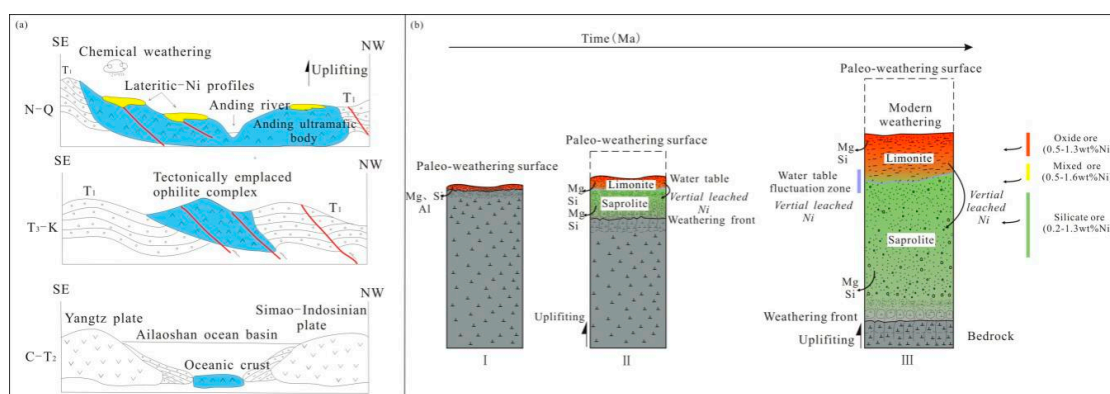 (a)
SE
NW
Chemical weathering
T₁
Uplifting
Lateritic-Ni profiles
Anding river
T₁
N-Q
Anding ultramatic
body
SE
NW
T₁
Tectonically emplaced
ophilite complex
T₁
T₃-K
SE
NW
Yangtz plate
Simao-Indosinian
plate
Ailaoshan ocean basin
C-T₂
Oceanic crust
(b)
Time(Ma)
Paleo-weathering surface
Mg、Si
Al
I
Paleo-weathering surface
Water table
Mg
Si
Limonite
Vertial
leached
Ni
Mg
Si
Saprolite
Weathering front
Uplifiting
II
Paleo-weathering surface
Modern
weathering
Mg
Si
Limonite
Water table
fluctuation zone
Vertial leached
Ni
Vertial
leached
Ni
Saprolite
Mg
Si
Weathering front
Uplifiting
Bedrock
III
Oxide ore
(0.5-1.3wt%Ni)
Mixed ore
(0.5-1.6wt%Ni)
Silicate ore
(0.2-1.3wt%Ni)